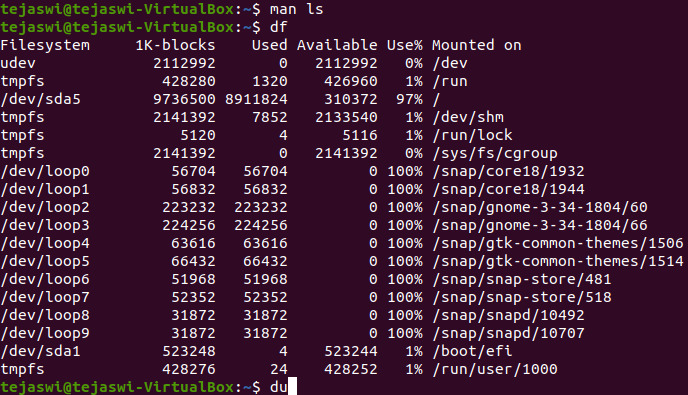 tejaswi@tejaswi-VirtualBox:~$ man ls
tejaswi@tejaswi-VirtualBox:~$ df
Filesystem     1K-blocks    Used Available Use% Mounted on
udev             2112992       0   2112992   0% /dev
tmpfs             428280    1320    426960   1% /run
/dev/sda5        9736500 8911824    310372  97% /
tmpfs            2141392    7852   2133540   1% /dev/shm
tmpfs               5120       4      5116   1% /run/lock
tmpfs            2141392       0   2141392   0% /sys/fs/cgroup
/dev/loop0         56704   56704         0 100% /snap/core18/1932
/dev/loop1         56832   56832         0 100% /snap/core18/1944
/dev/loop2        223232  223232         0 100% /snap/gnome-3-34-1804/60
/dev/loop3        224256  224256         0 100% /snap/gnome-3-34-1804/66
/dev/loop4         63616   63616         0 100% /snap/gtk-common-themes/1506
/dev/loop5         66432   66432         0 100% /snap/gtk-common-themes/1514
/dev/loop6         51968   51968         0 100% /snap/snap-store/481
/dev/loop7         52352   52352         0 100% /snap/snap-store/518
/dev/loop8         31872   31872         0 100% /snap/snapd/10492
/dev/loop9         31872   31872         0 100% /snap/snapd/10707
/dev/sda1         523248       4    523244   1% /boot/efi
tmpfs             428276      24    428252   1% /run/user/1000
tejaswi@tejaswi-VirtualBox:~$ du